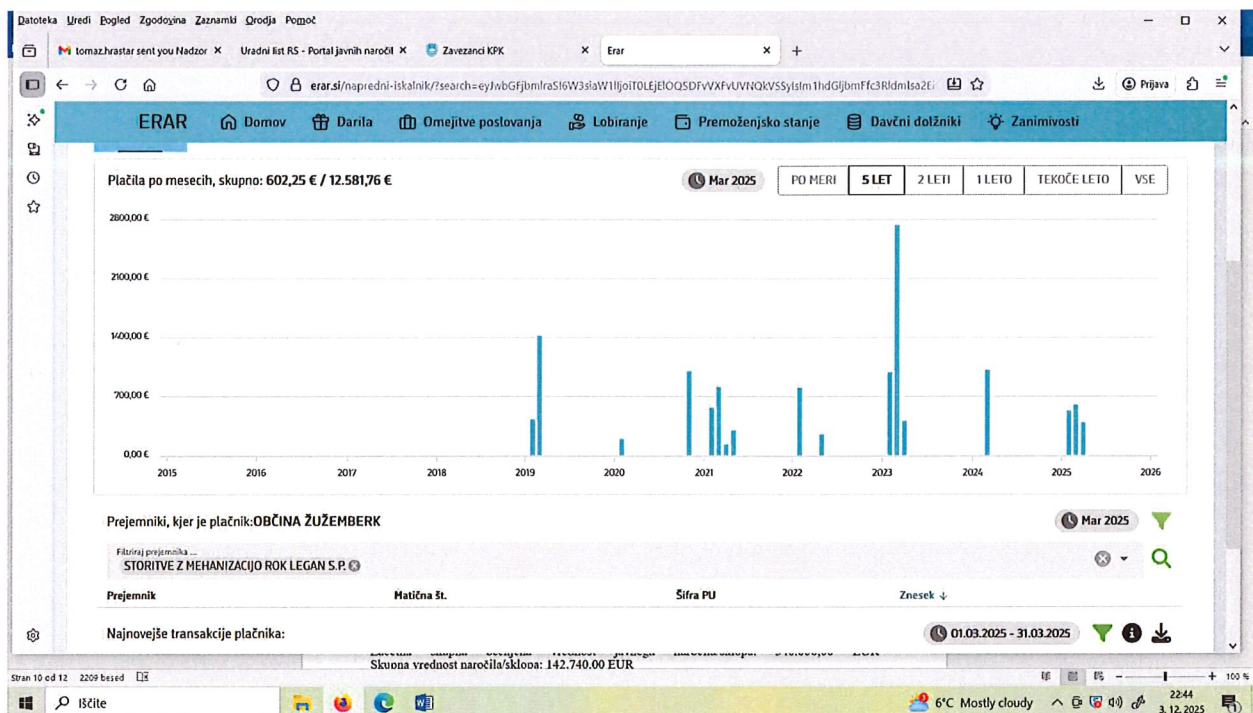 Datoteka Uredi Pogled Zgodovina Zaznamki Orodja Pomoč
tomaz.hrastar sent you Nadzor × Uradni list RS - Portal javnih naročil × Zavezanci KPK × Erar × +
Prijava
ERAR Domov Darila Omejitve poslovanja Lobiranje Premoženjsko stanje Davčni dolžniki Zanimivosti
Plačila po mesecih, skupno: 602,25 € / 12.581,76 € Mar 2025 PO MERI 5 LET 2 LETI 1 LETO TEKOČE LETO VSE
2800,00 €
2100,00 €
1400,00 €
700,00 €
0,00 €
2015 2016 2017 2018 2019 2020 2021 2022 2023 2024 2025 2026
Prejemniki, kjer je plačnik:OBČINA ŽUŽEMBERK Mar 2025
Filtriraj prejemnika ...
STORITVE Z MEHANIZACIJO ROK LEGAN S.P.
Prejemnik Matična št. Šifra PU Znesek ↓
Najnovejše transakcije plačnika: 01.03.2025 - 31.03.2025
Skupna vrednost naročila/sklopa: 142.740,00 EUR
Stran 10 od 12 2209 besed 100 %
Iščite 6°C Mostly cloudy 22:44
3. 12. 2025